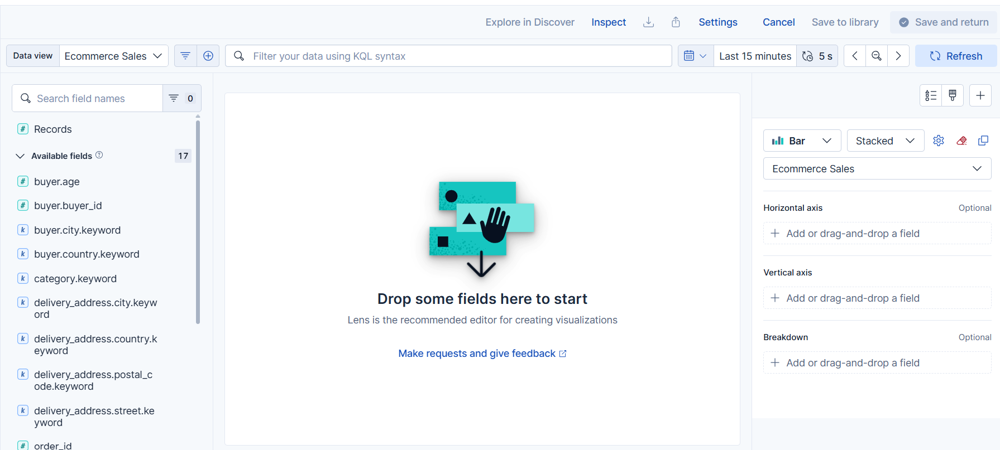 Explore in Discover Inspect Settings Cancel Save to library Save and return
Data view Ecommerce Sales Filter your data using KQL syntax Last 15 minutes 5 s Refresh
Search field names 0
# Records
Available fields ? 17
# buyer.age
# buyer.buyer_id
k buyer.city.keyword
k buyer.country.keyword
k category.keyword
k delivery_address.city.keyw
ord
k delivery_address.country.k
eyword
k delivery_address.postal_c
ode.keyword
k delivery_address.street.ke
yword
# order_id
Drop some fields here to start
Lens is the recommended editor for creating visualizations
Make requests and give feedback
Bar Stacked
Ecommerce Sales
Horizontal axis Optional
Add or drag-and-drop a field
Vertical axis
Add or drag-and-drop a field
Breakdown Optional
Add or drag-and-drop a field